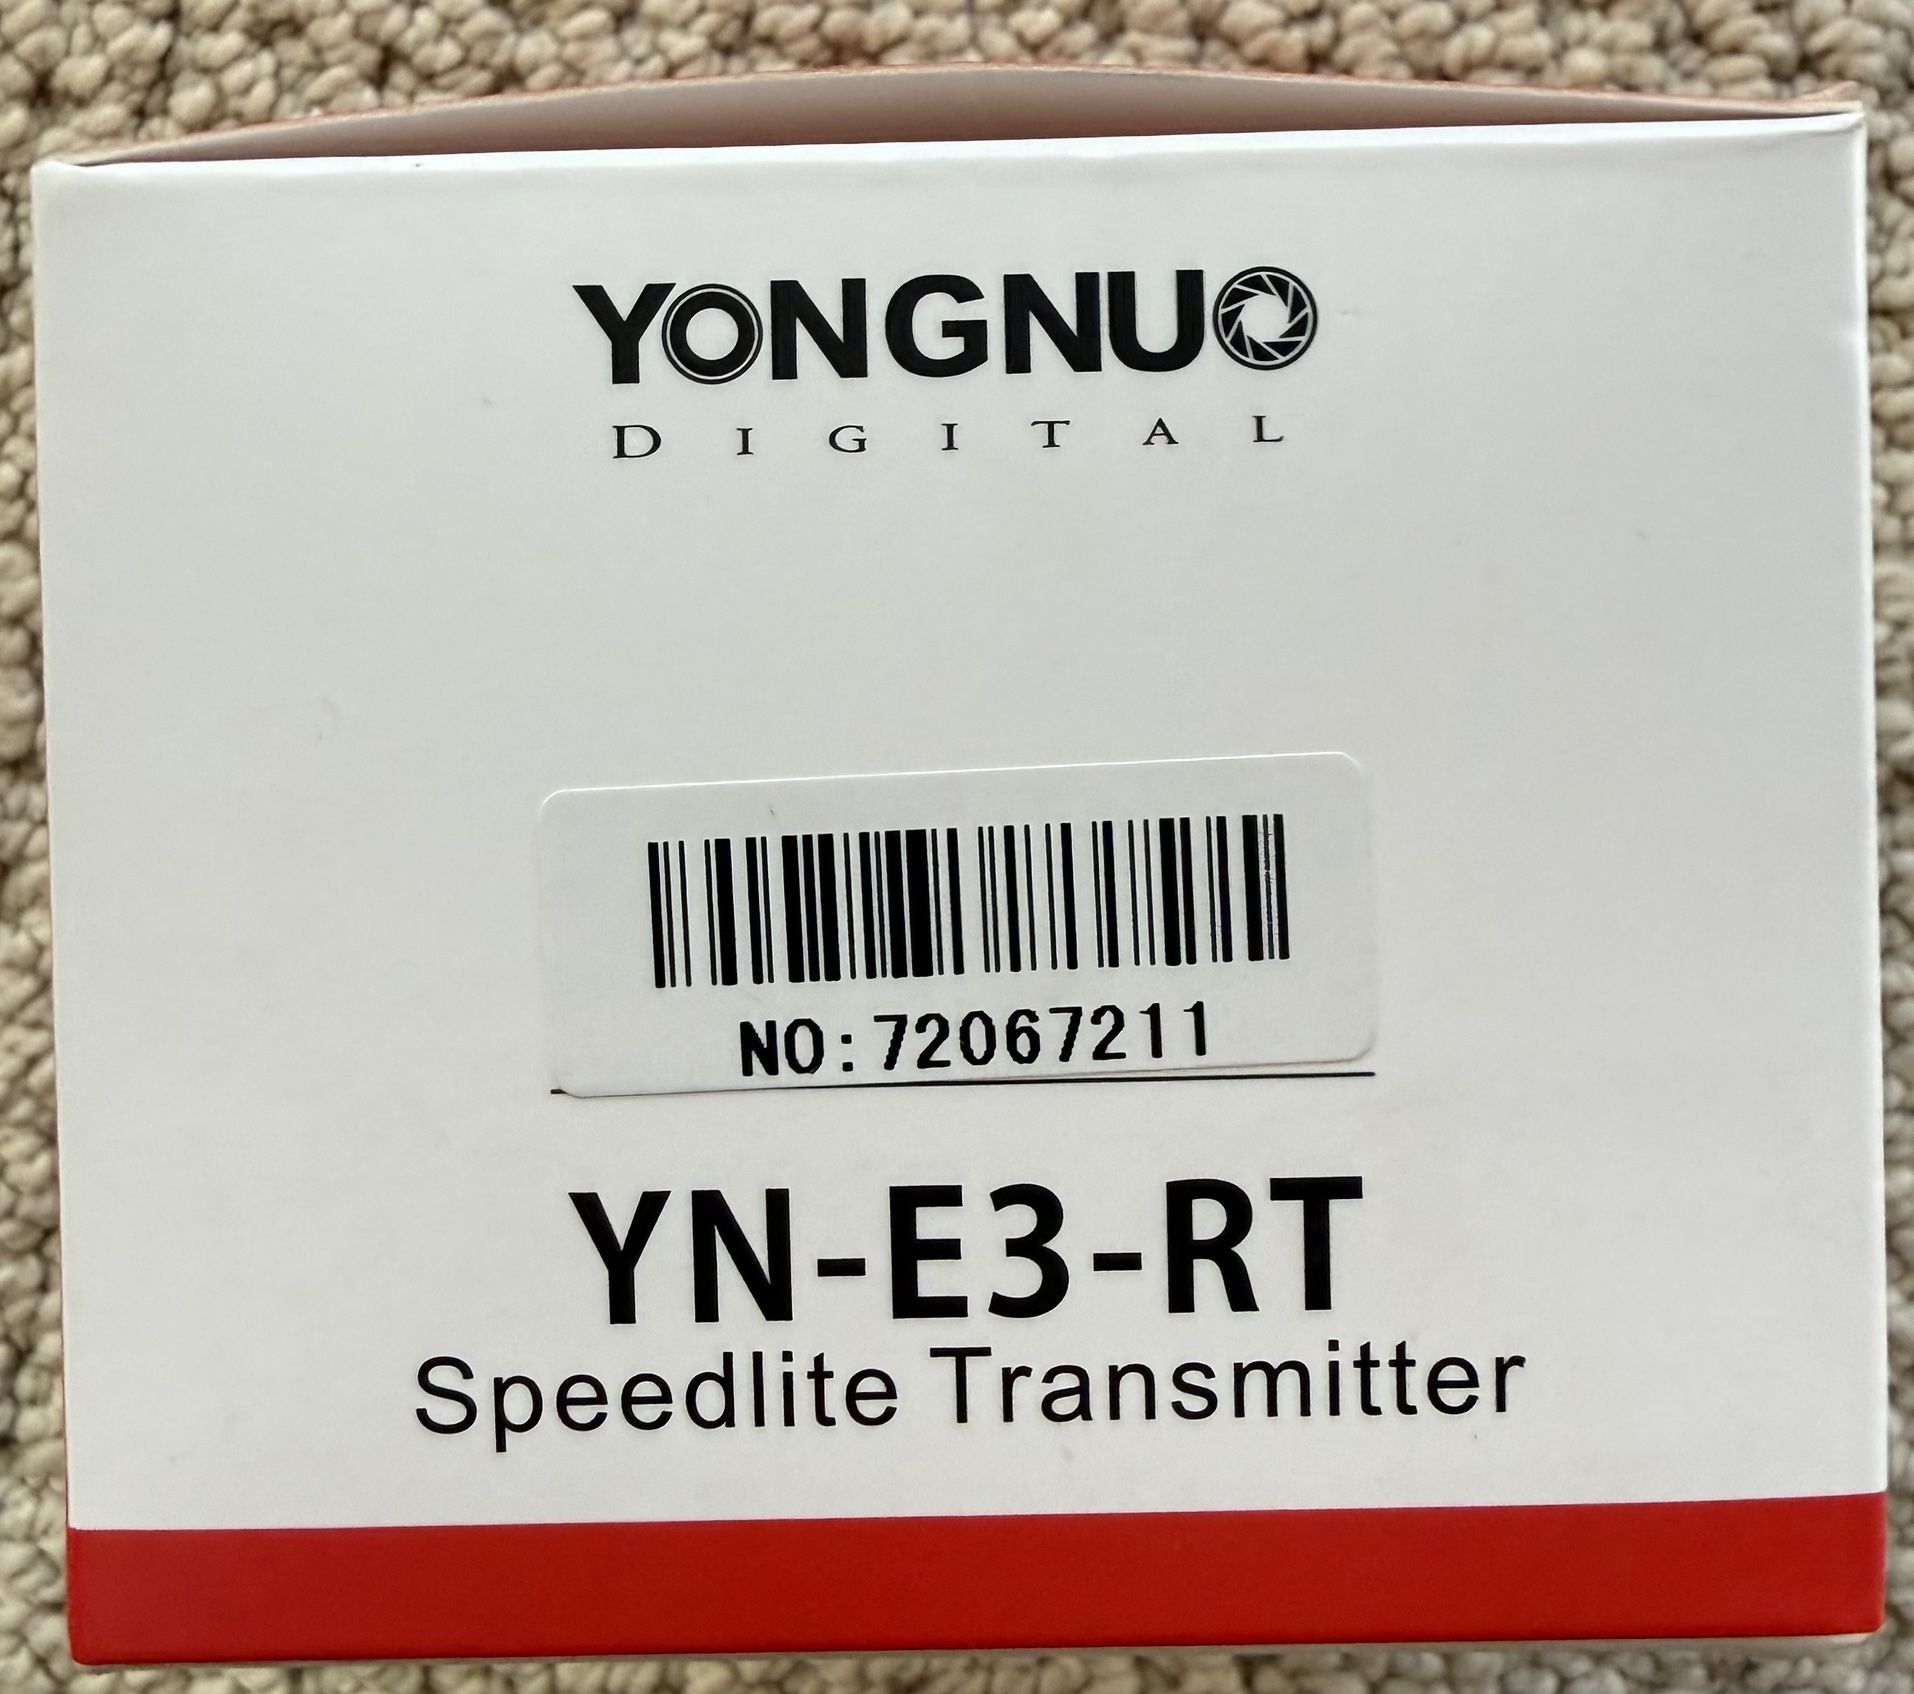 YONGNUO
DIGITAL
NO:72067211
YN-E3-RT
Speedlite Transmitter